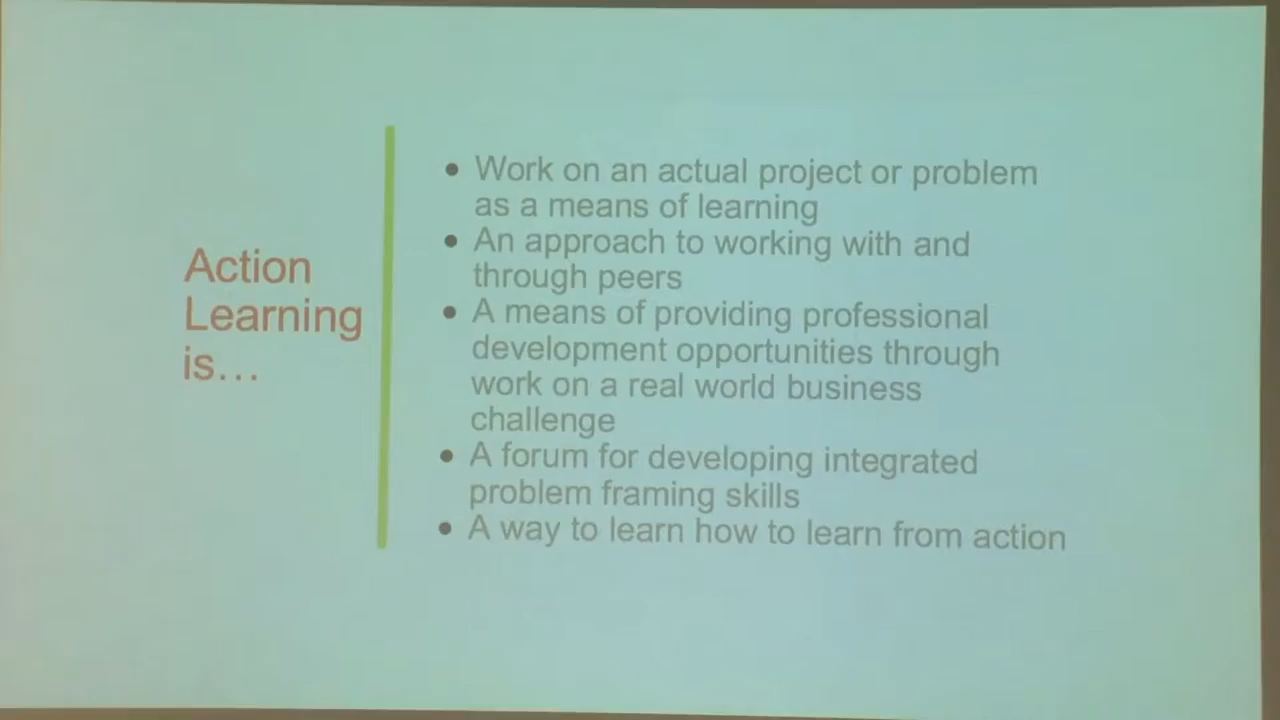 Action
Learning
is...
• Work on an actual project or problem
as a means of learning
• An approach to working with and
through peers
• A means of providing professional
development opportunities through
work on a real world business
challenge
• A forum for developing integrated
problem framing skills
• A way to learn how to learn from action